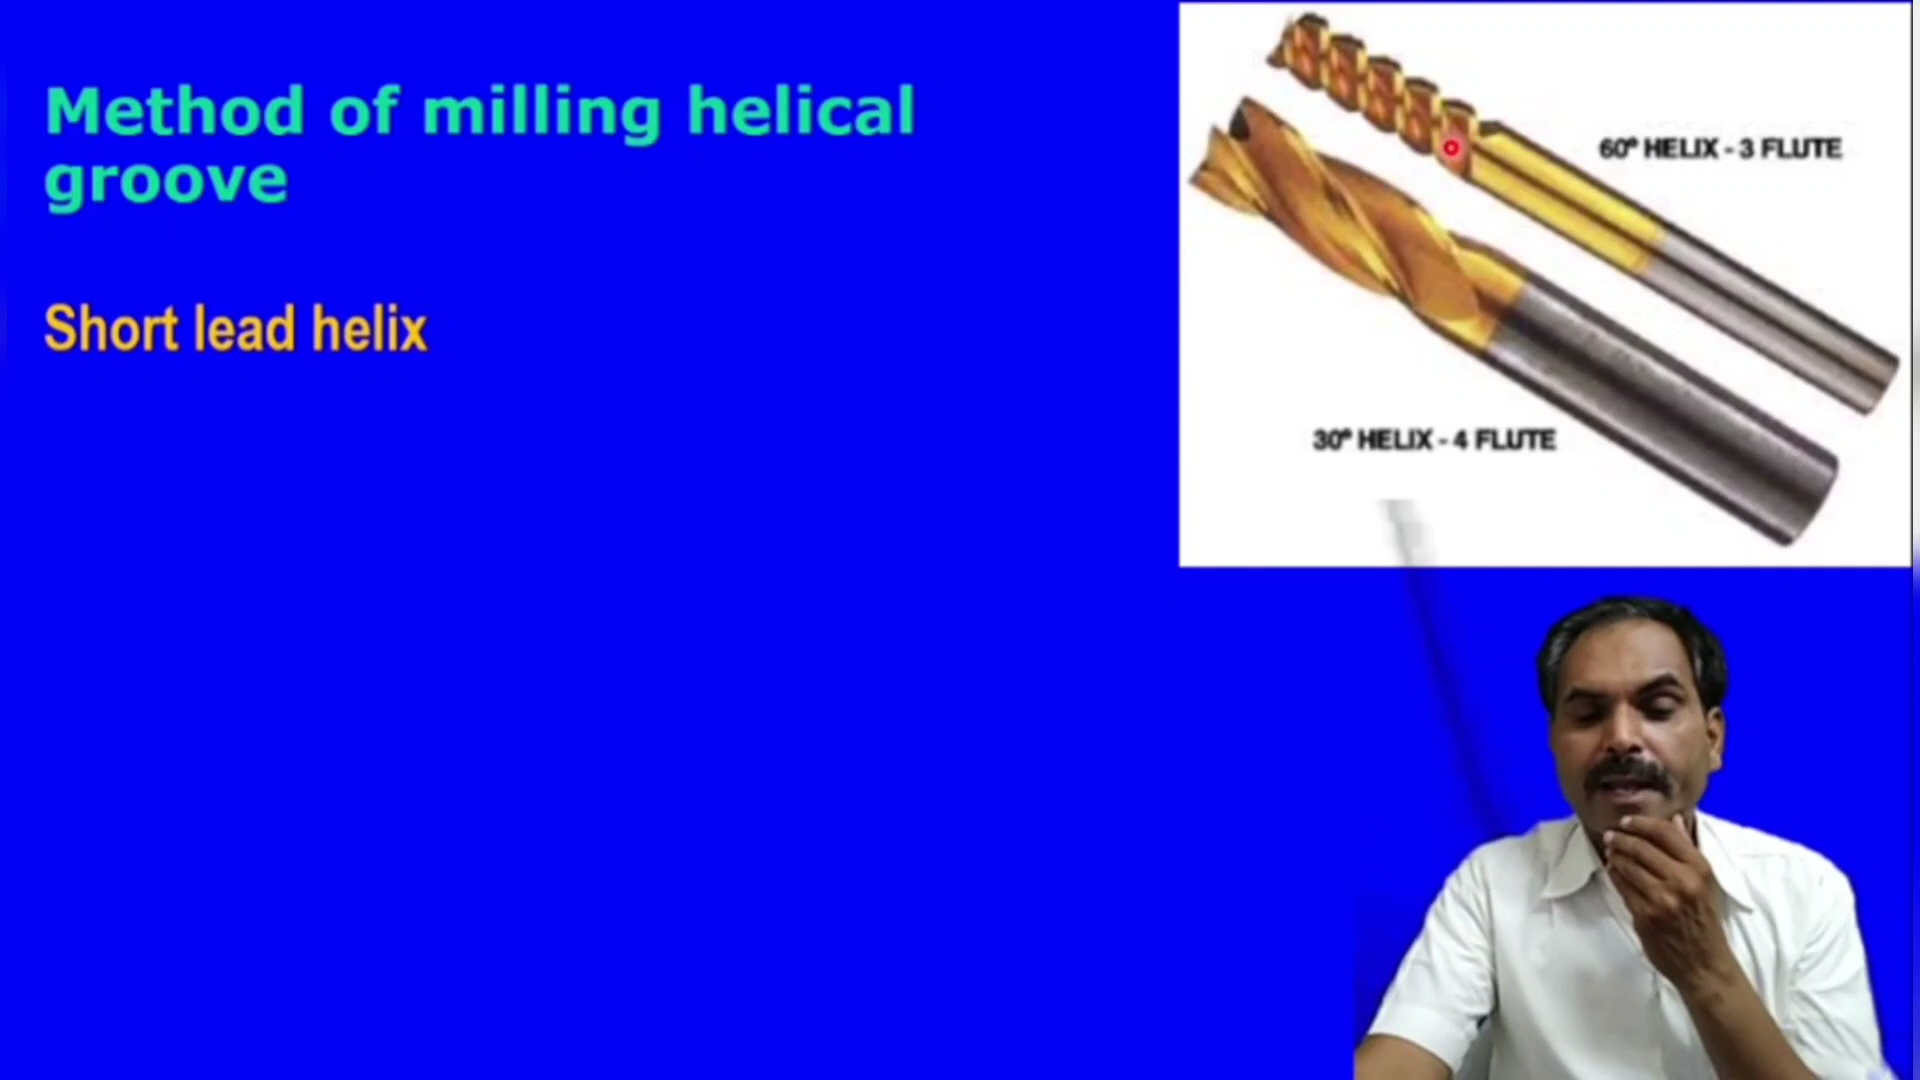 Method of milling helical
groove
Short lead helix
60° HELIX - 3 FLUTE
30° HELIX - 4 FLUTE